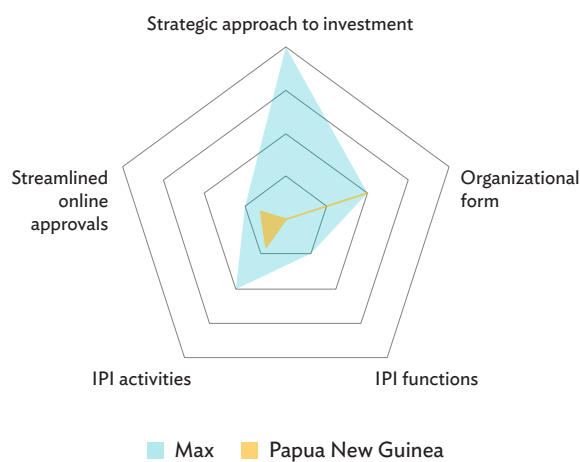 Strategic approach to investment
Streamlined
online
approvals
Organizational
form
IPI activities
IPI functions
Max
Papua New Guinea